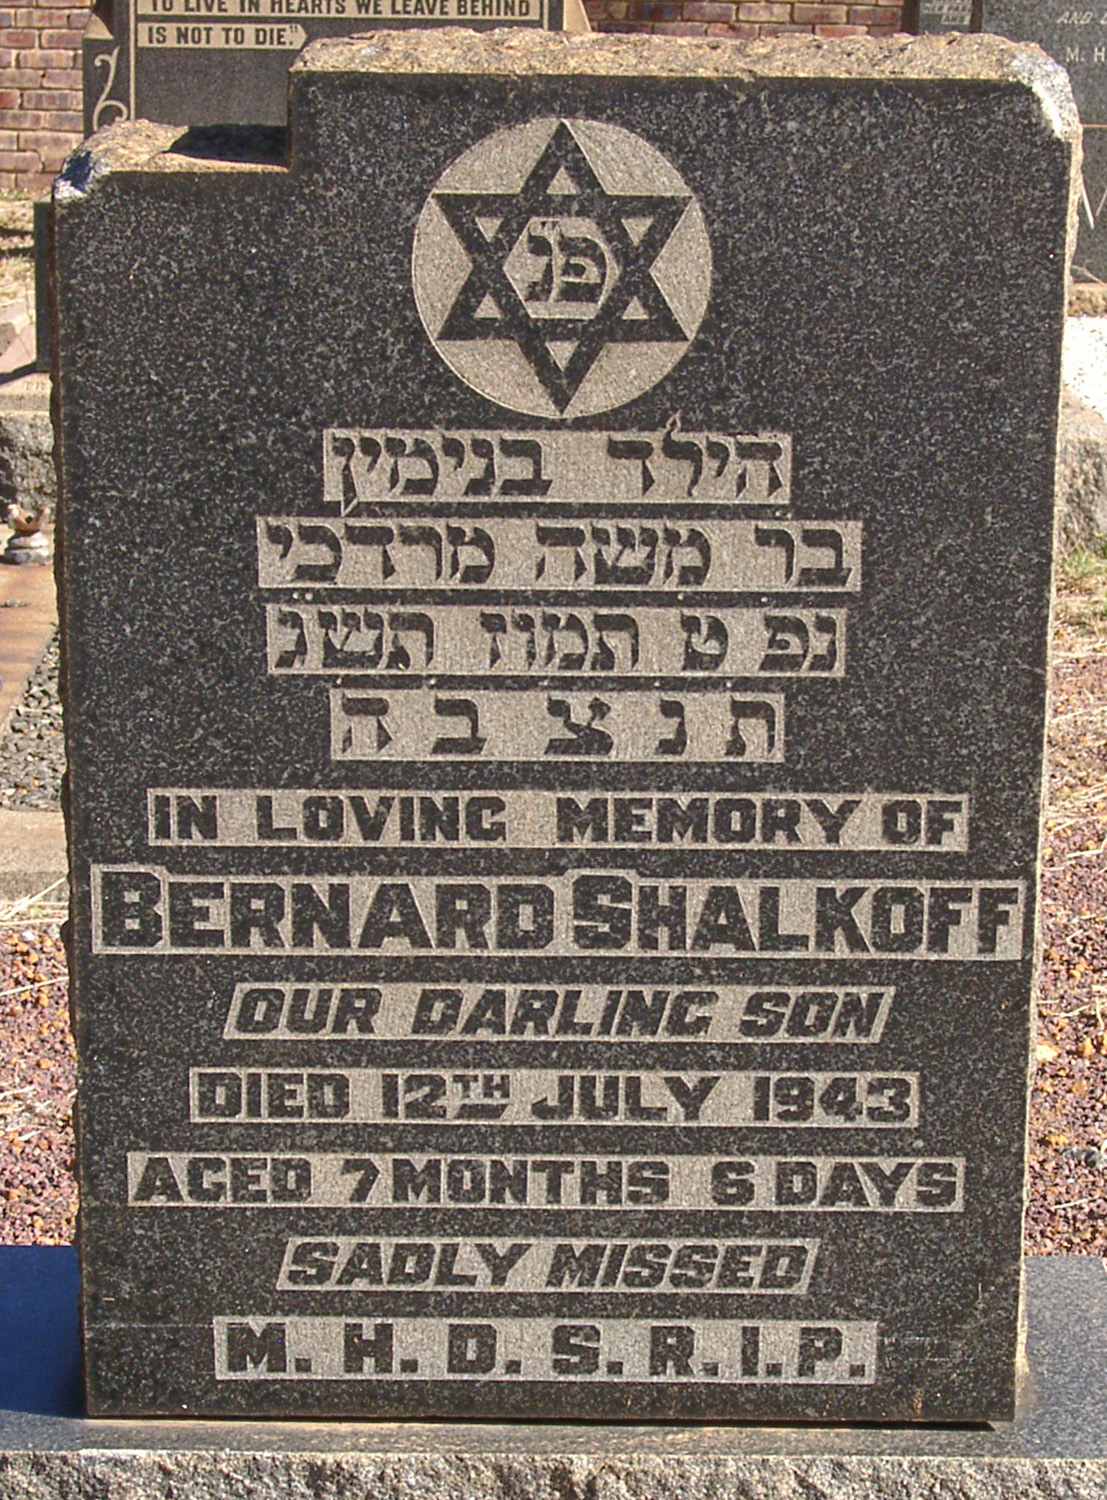 TO LIVE IN HEARTS WE LEAVE BEHIND
IS NOT TO DIE."
AND
M. H
פ"נ
הילד בנימין
בר משה מרדכי
נפ ט תמוז תש״ג
ת נ צ ב ה
IN LOVING MEMORY OF
BERNARD SHALKOFF
OUR DARLING SON
DIED 12TH JULY 1943
AGED 7 MONTHS 6 DAYS
SADLY MISSED
M. H. D. S. R. I. P.